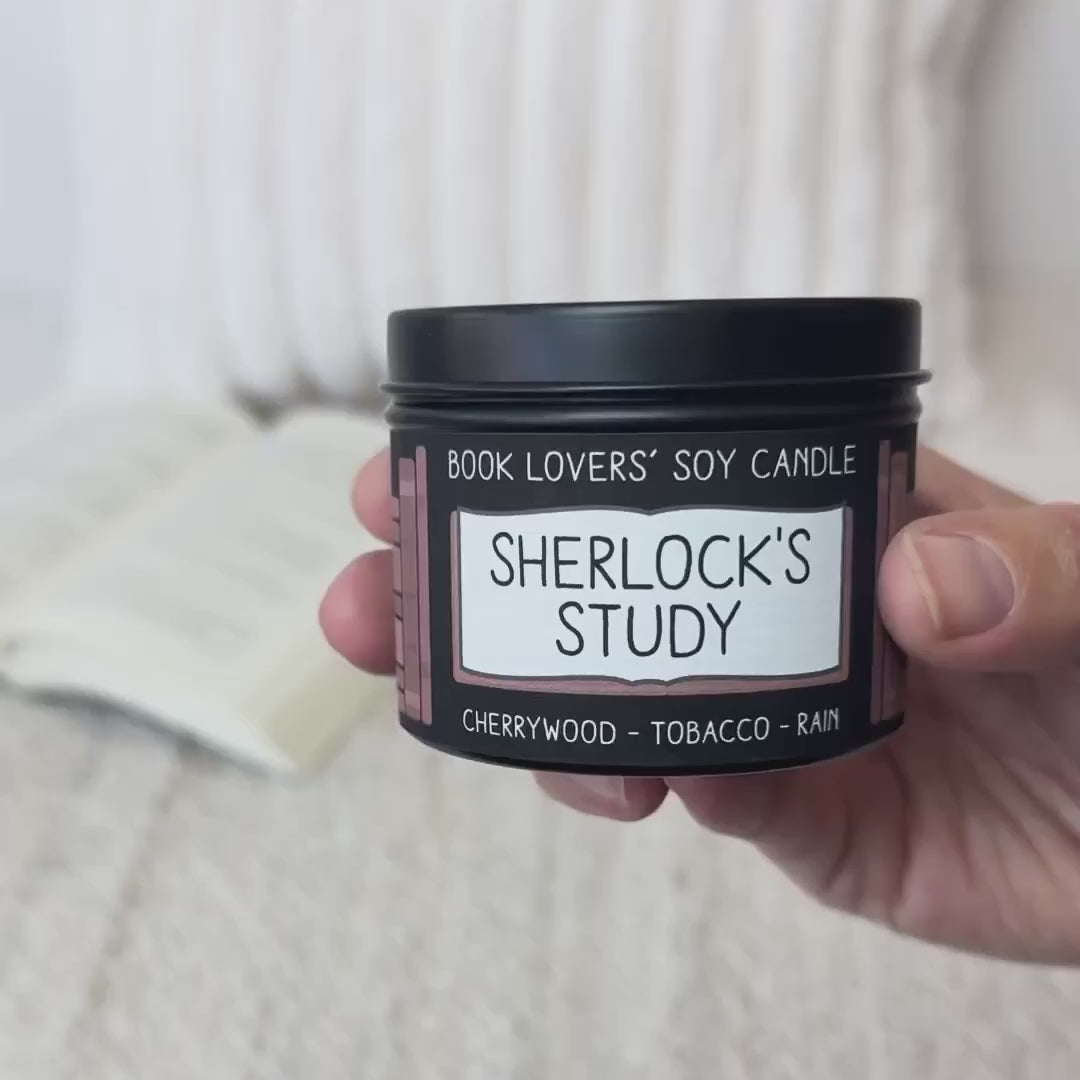 BOOK LOVERS' SOY CANDLE
SHERLOCK'S
STUDY
CHERRYWOOD - TOBACCO - RAIN